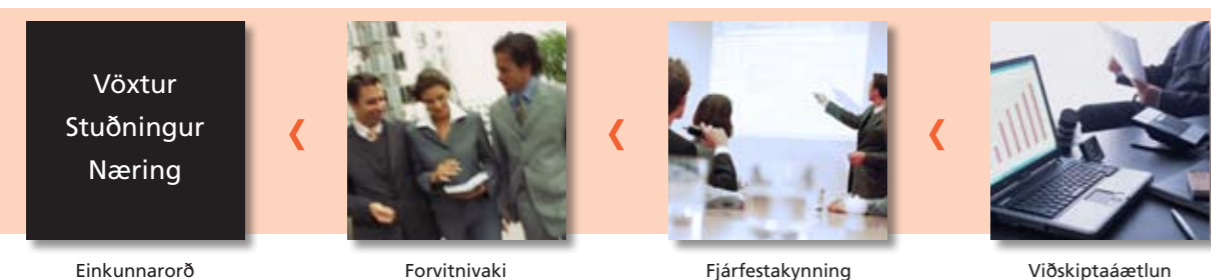 Vöxtur
Stuðningur
Næring
Einkunnarorð
Forvitnivaki
Fjárfestakynning
Viðskiptaáætlun